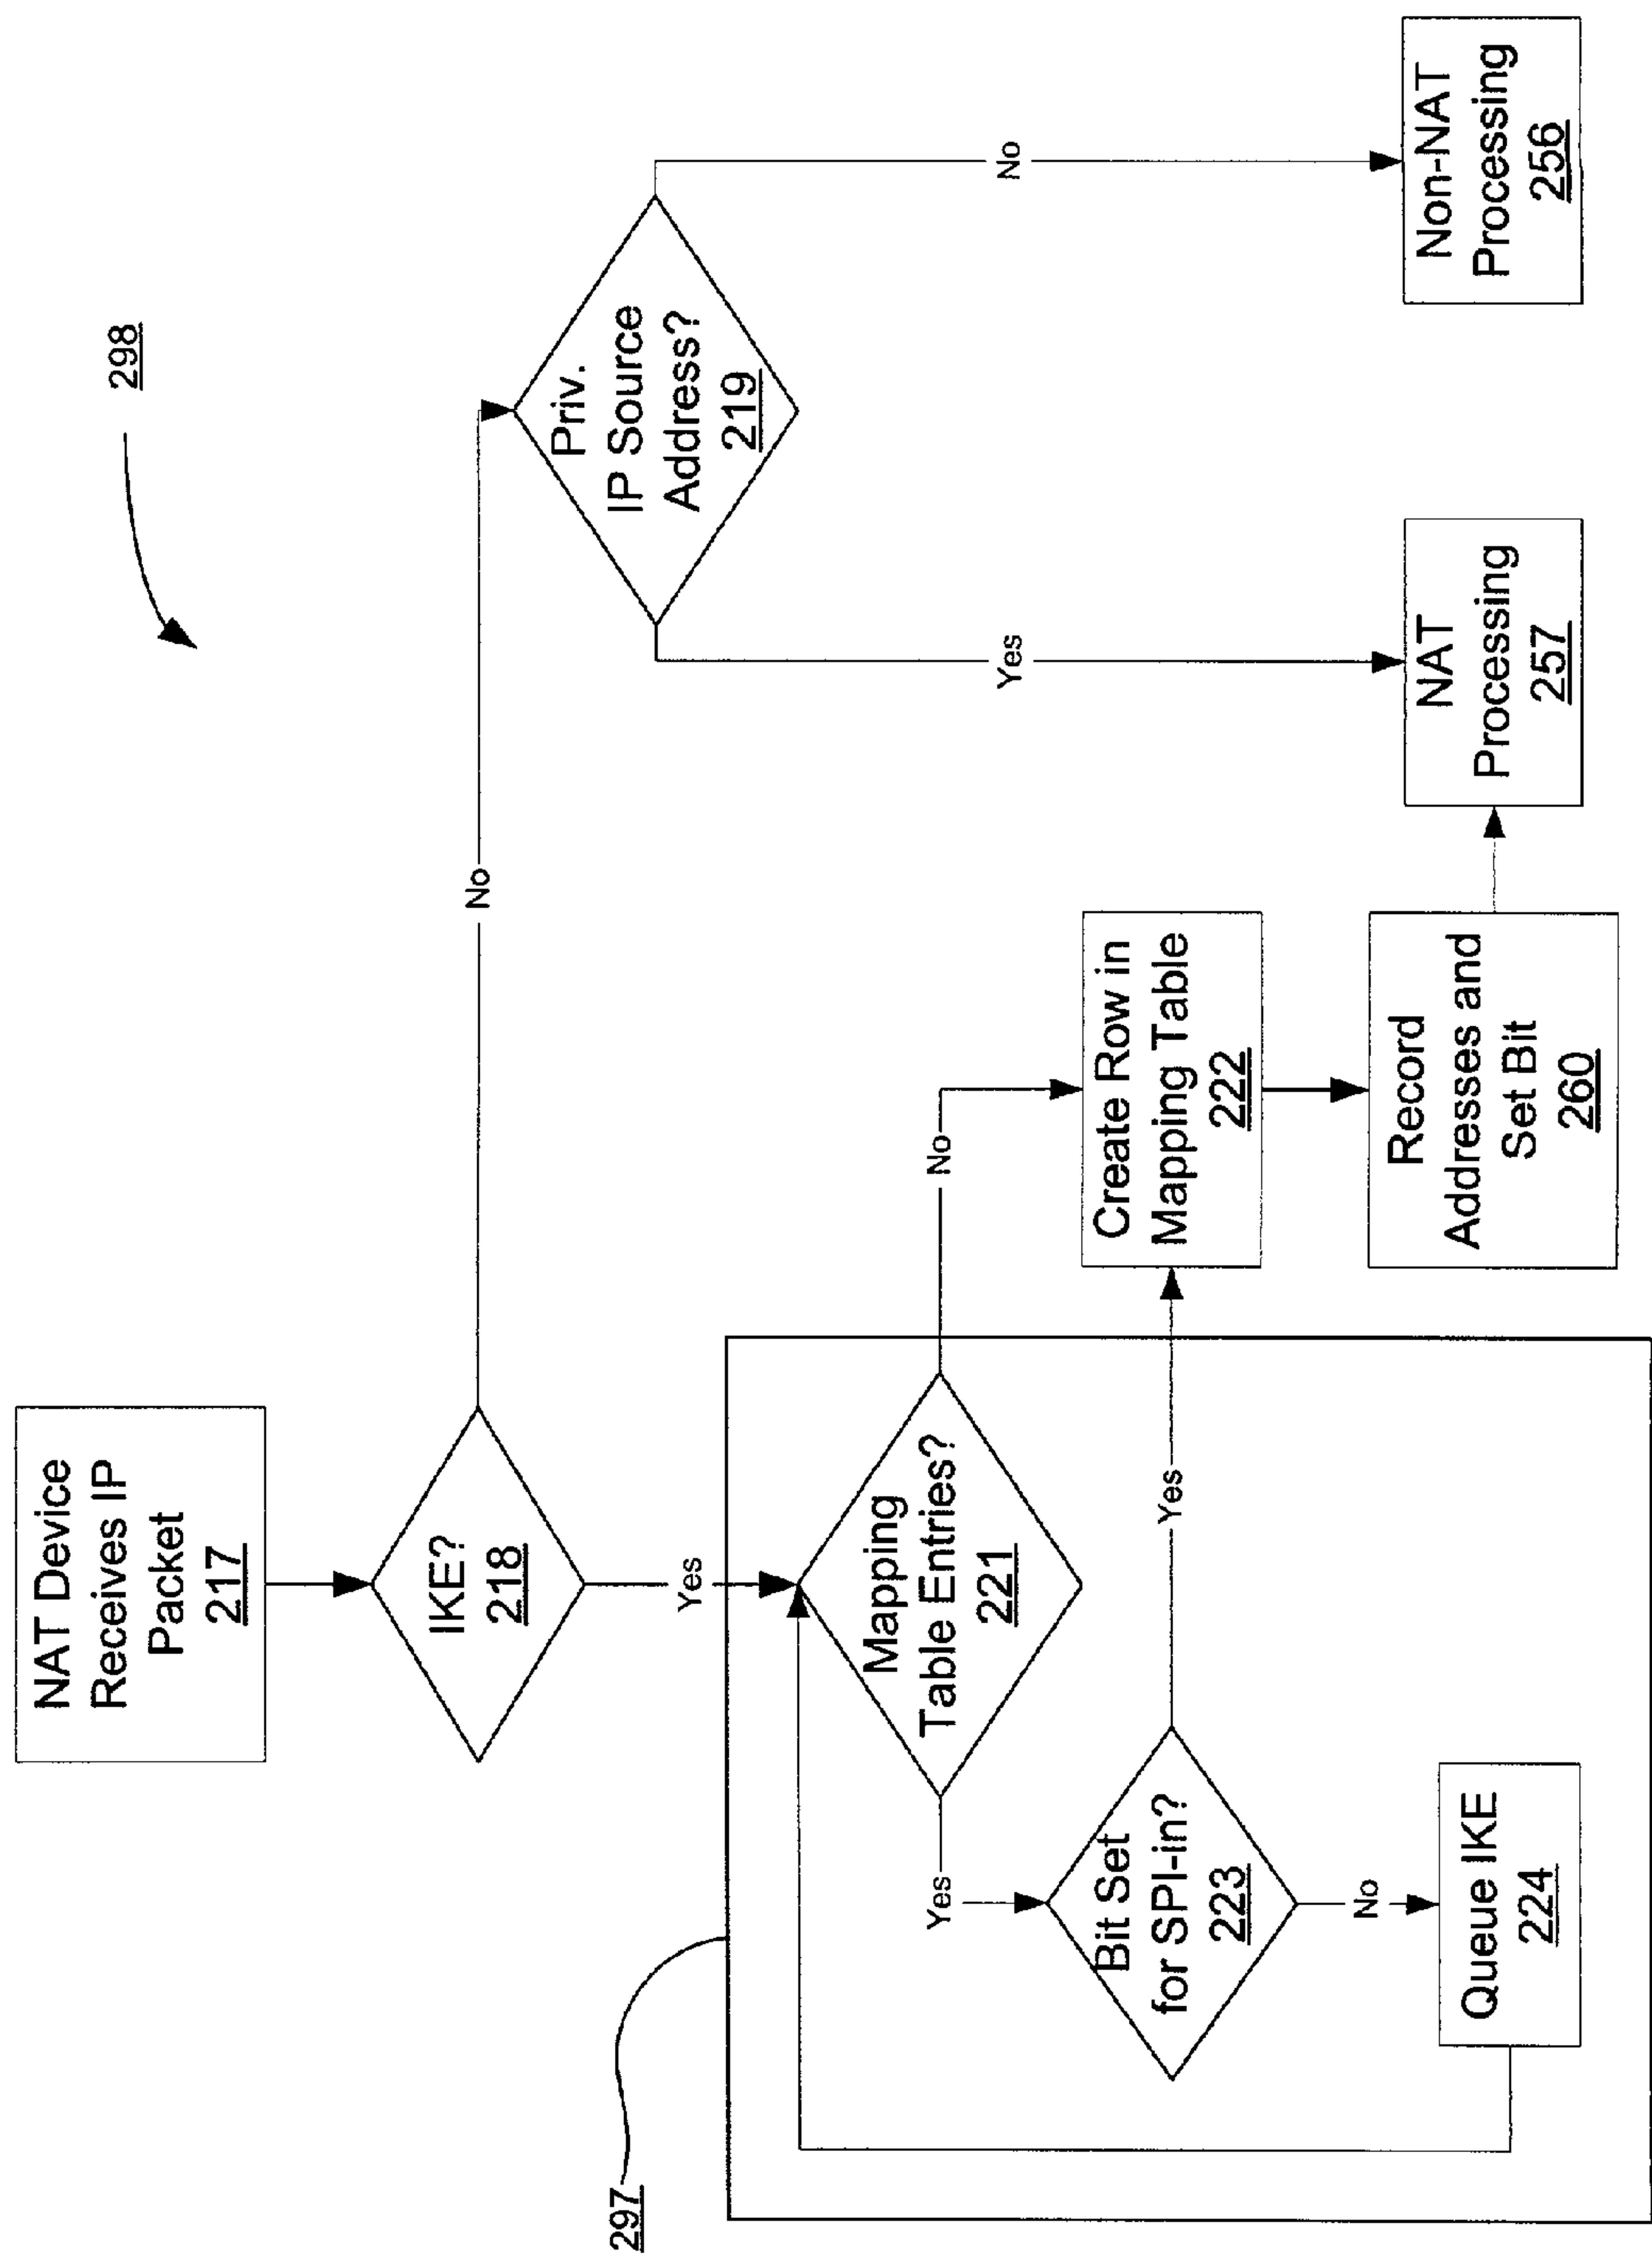 298
NAT Device
Receives IP
Packet
217
IKE?
218
No
Yes
Priv.
IP Source
Address?
219
Yes
No
297
Mapping
Table Entries?
221
Yes
No
Bit Set
for SPI-in?
223
Yes
No
Queue IKE
224
Create Row in
Mapping Table
222
Record
Addresses and
Set Bit
260
NAT
Processing
257
Non-NAT
Processing
256